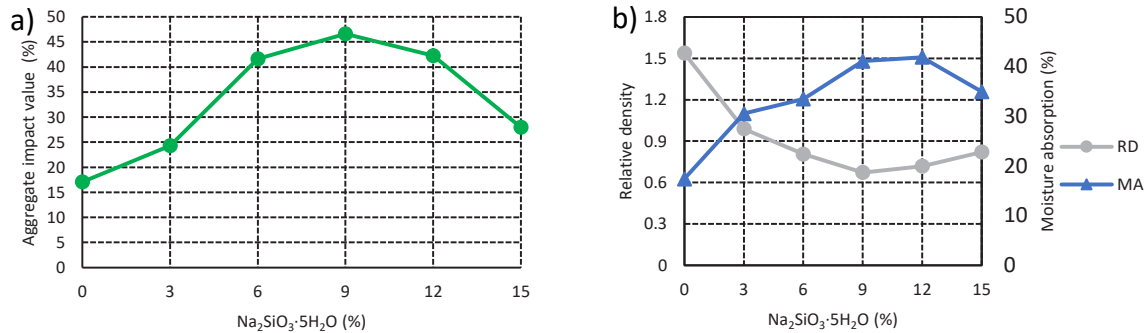 a)
Aggregate impact value (%)
50
45
40
35
30
25
20
15
10
5
0
0 3 6 9 12 15
Na₂SiO₃·5H₂O (%)
b)
Relative density
1.8
1.5
1.2
0.9
0.6
0.3
0
0 3 6 9 12 15
Na₂SiO₃·5H₂O (%)
50
40
30
20
10
0
Moisture absorption (%)
RD
MA